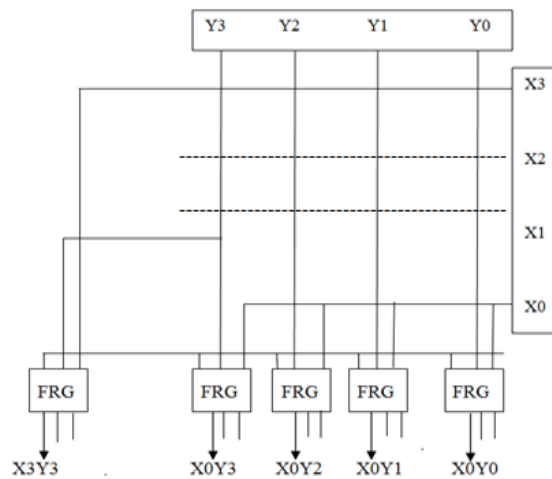 Y3 Y2 Y1 Y0
X3
X2
X1
X0
FRG FRG FRG FRG FRG
X3Y3 X0Y3 X0Y2 X0Y1 X0Y0